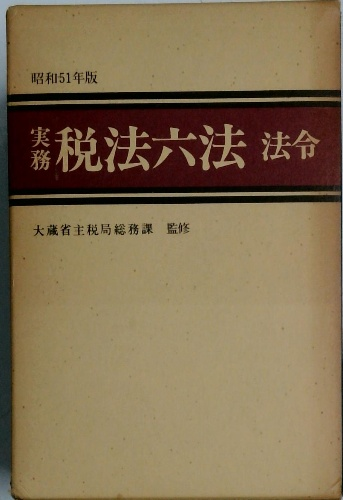 昭和51年版
実務 税法六法 法令
大蔵省主税局総務課 監修